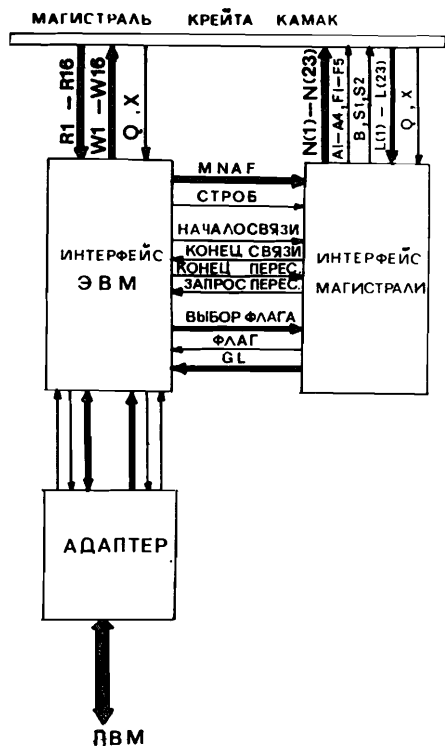 МАГИСТРАЛЬ КРЕЙТА КАМАК
R1 – R16
W1 – W16
Q, X
N(1) – N(23)
A1 – A4, F1 – F5
B, S1, S2
L(1) – L(23)
Q, X
MNAF
СТРОБ
НАЧАЛО СВЯЗИ
КОНЕЦ СВЯЗИ
КОНЕЦ ПЕРЕС.
ЗАПРОС ПЕРЕС.
ВЫБОР ФЛАГА
ФЛАГ
GL
ИНТЕРФЕЙС
ЭВМ
ИНТЕРФЕЙС
МАГИСТРАЛИ
АДАПТЕР
ПВМ